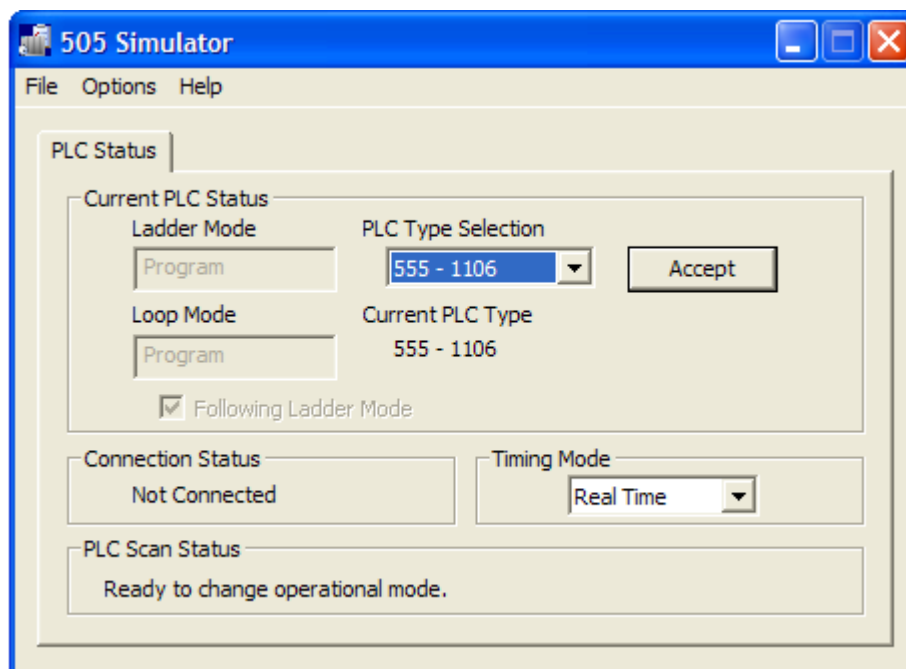 505 Simulator
File Options Help
PLC Status
Current PLC Status
Ladder Mode PLC Type Selection
Program 555 - 1106 Accept
Loop Mode Current PLC Type
Program 555 - 1106
Following Ladder Mode
Connection Status Timing Mode
Not Connected Real Time
PLC Scan Status
Ready to change operational mode.